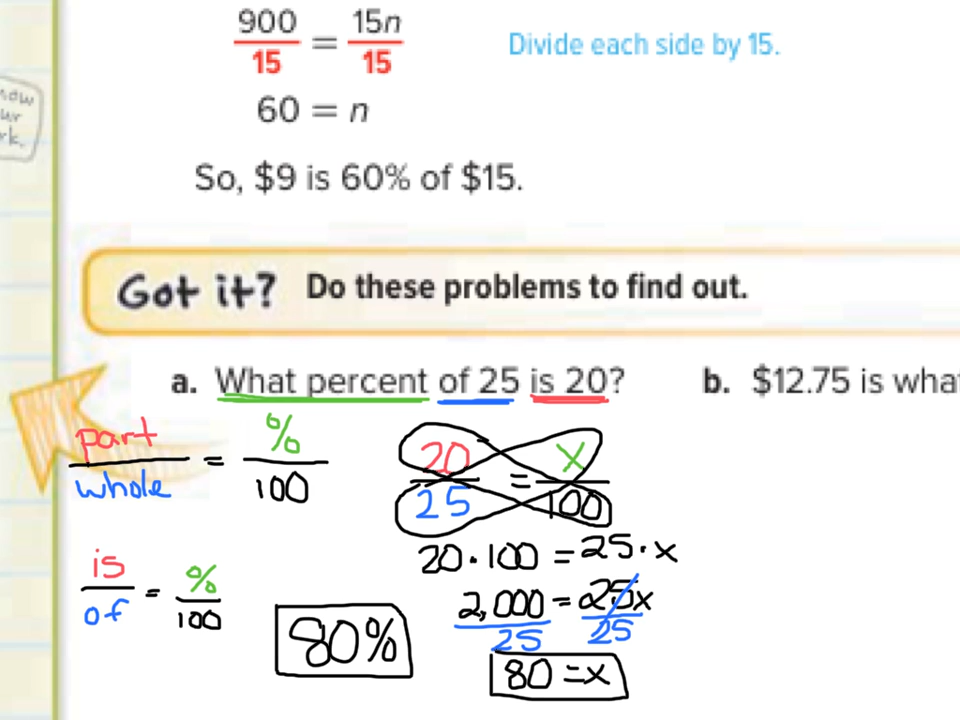 900/15 = 15n/15 Divide each side by 15.
60 = n
So, $9 is 60% of $15.
Got it? Do these problems to find out.
a. What percent of 25 is 20? b. $12.75 is
part/whole = %/100
20/25 = x/100
20·100 = 25·x
is/of = %/100
2,000/25 = 25x/25
80%
80 = x